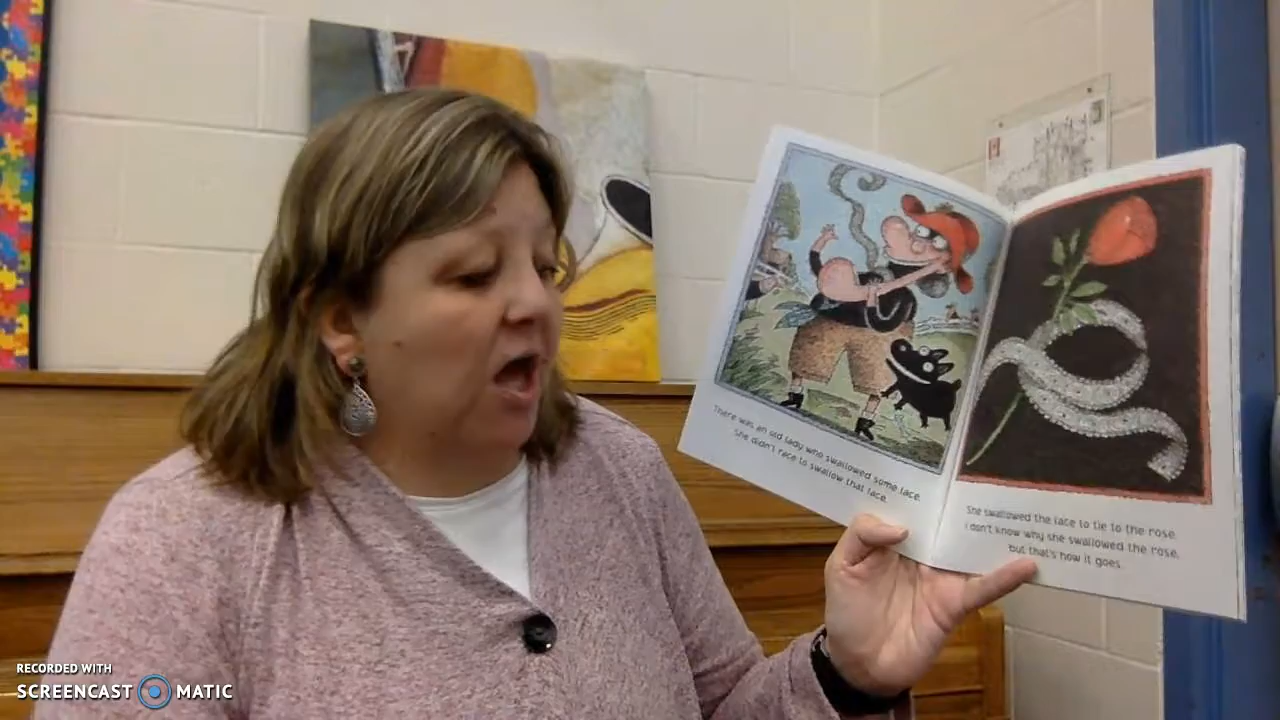 There was an old lady who swallowed some lace.
She didn't race to swallow that lace.
She swallowed the lace to tie to the rose.
I don't know why she swallowed the rose,
but that's how it goes.
RECORDED WITH
SCREENCAST MATIC